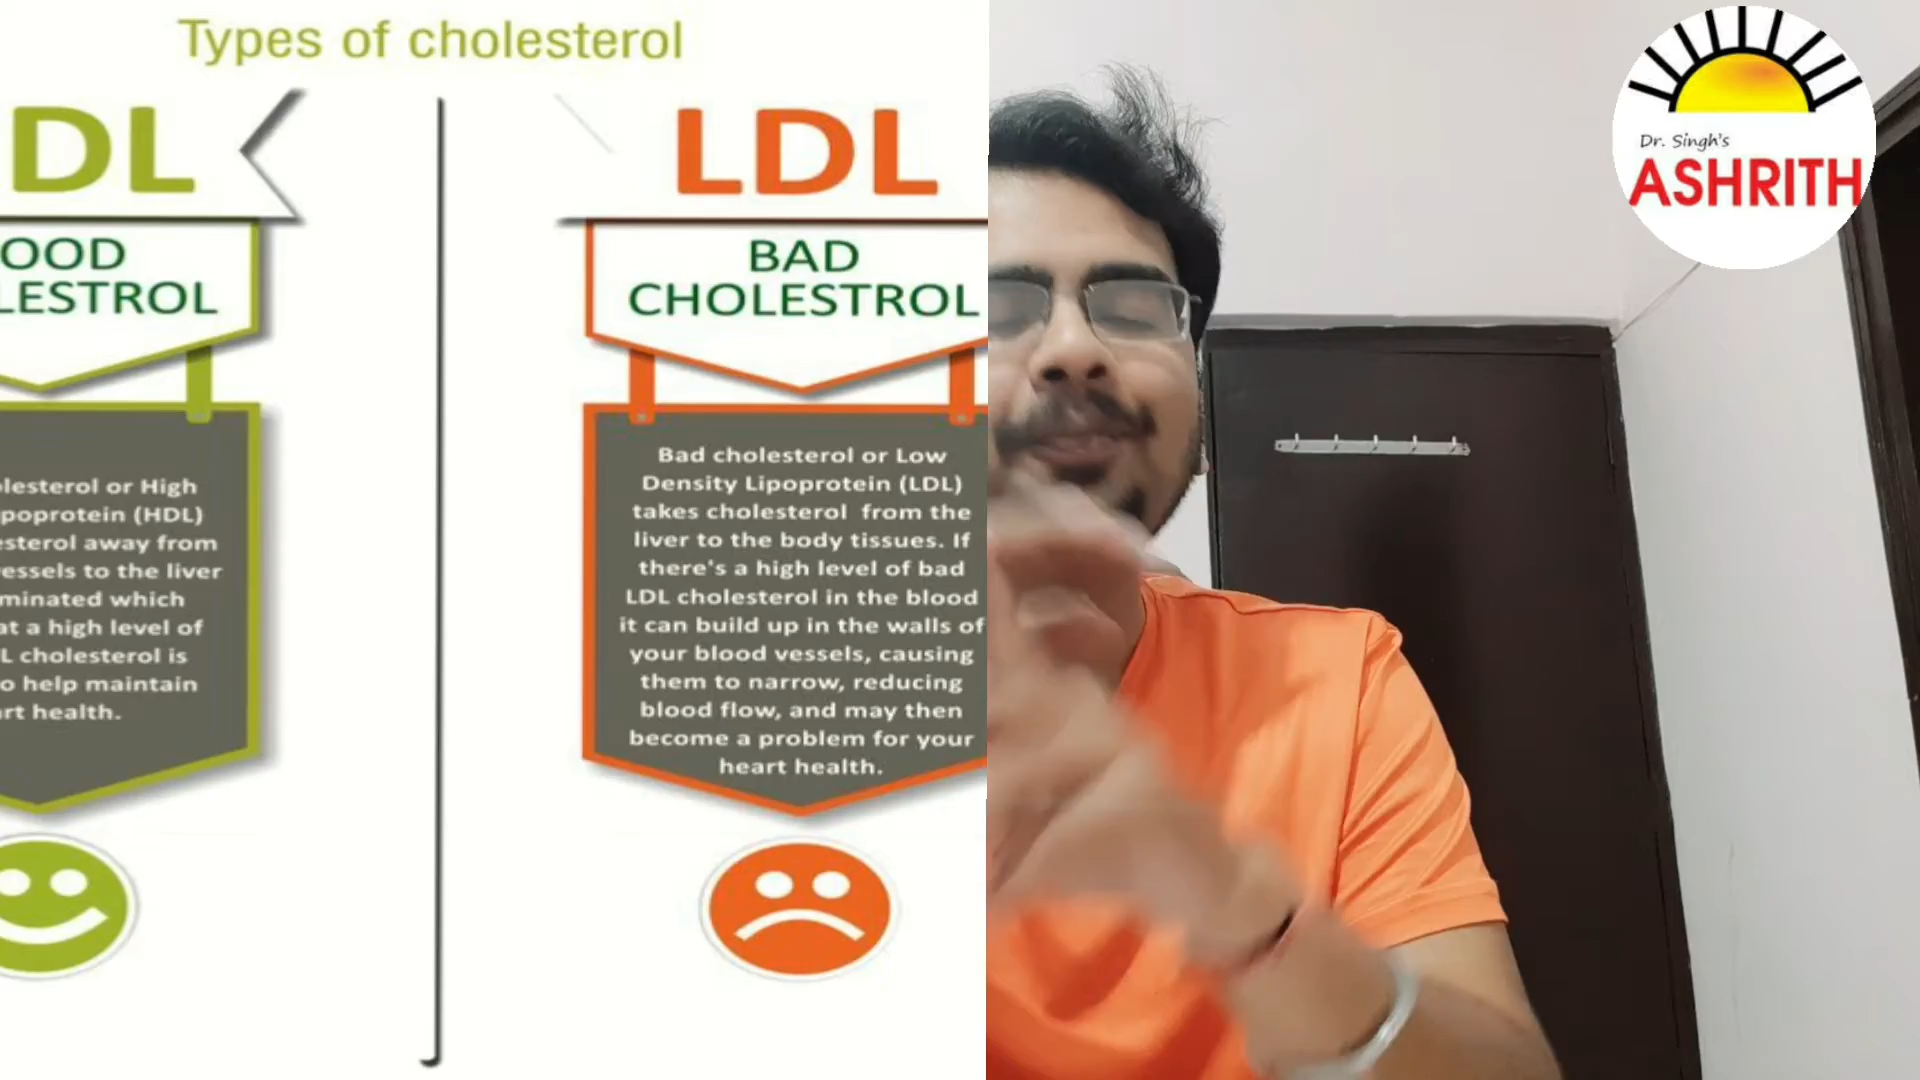 Types of cholesterol
DL
OOD
LESTROL
olesterol or High
poprotein (HDL)
esterol away from
essels to the liver
minated which
at a high level of
L cholesterol is
o help maintain
rt health.
LDL
BAD
CHOLESTROL
Bad cholesterol or Low
Density Lipoprotein (LDL)
takes cholesterol from the
liver to the body tissues. If
there's a high level of bad
LDL cholesterol in the blood
it can build up in the walls of
your blood vessels, causing
them to narrow, reducing
blood flow, and may then
become a problem for your
heart health.
Dr. Singh's
ASHRITH